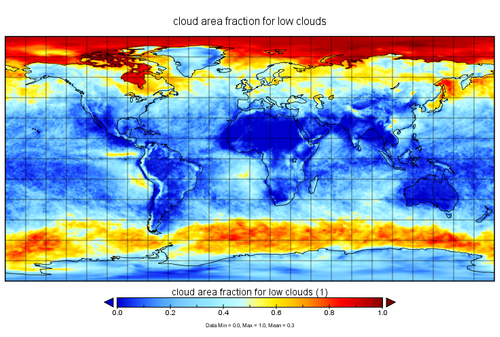 cloud area fraction for low clouds
cloud area fraction for low clouds (1)
0.0 0.2 0.4 0.6 0.8 1.0
Data Min = 0.0, Max = 1.0, Mean = 0.3